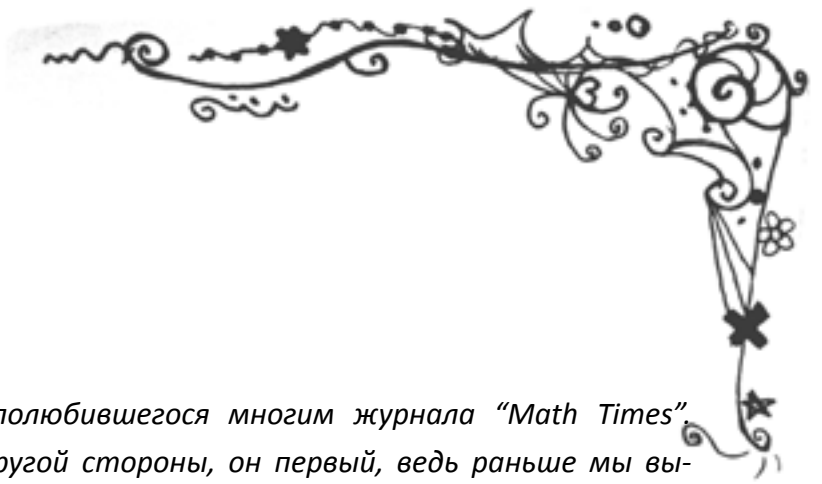 полюбившегося многим журнала “Math Times”.
ругой стороны, он первый, ведь раньше мы вы-